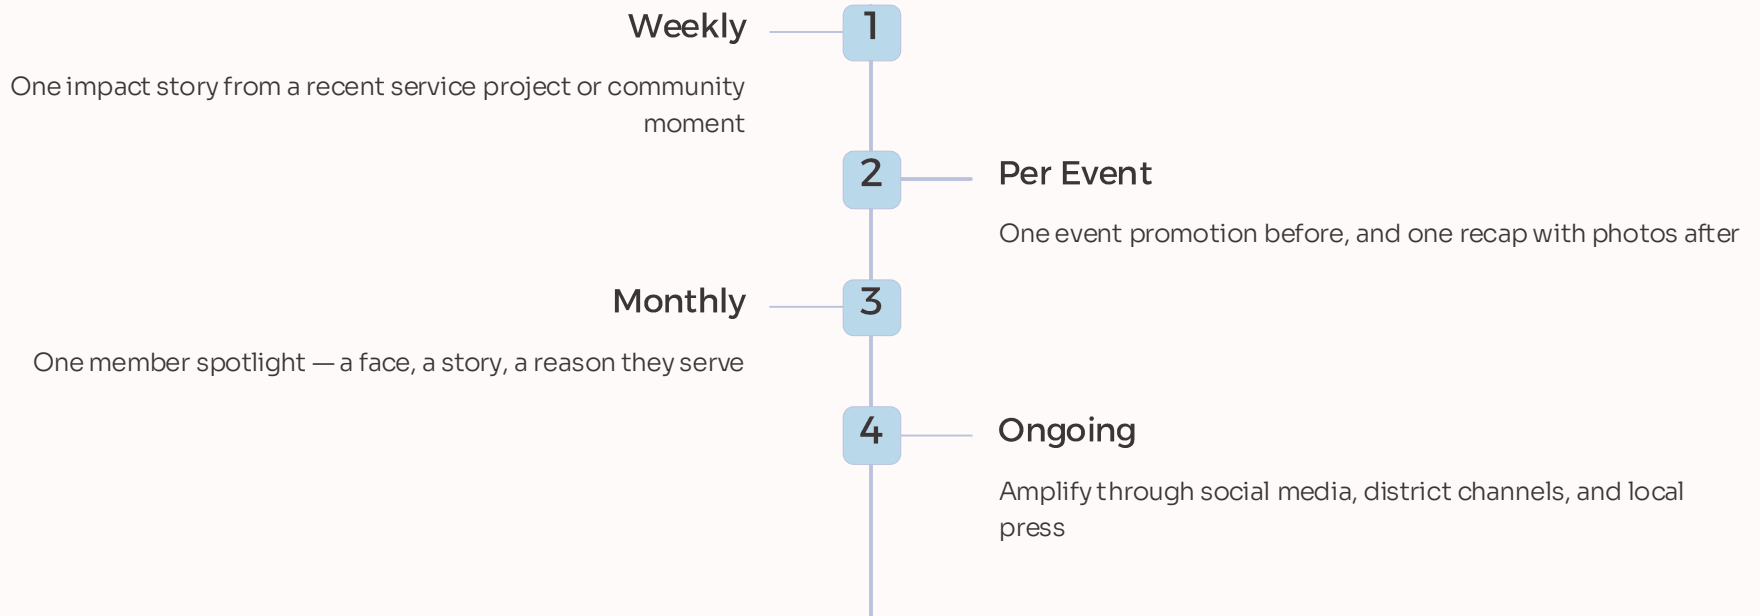 Weekly
1
One impact story from a recent service project or community
moment
2
Per Event
One event promotion before, and one recap with photos after
Monthly
3
One member spotlight — a face, a story, a reason they serve
4
Ongoing
Amplify through social media, district channels, and local
press